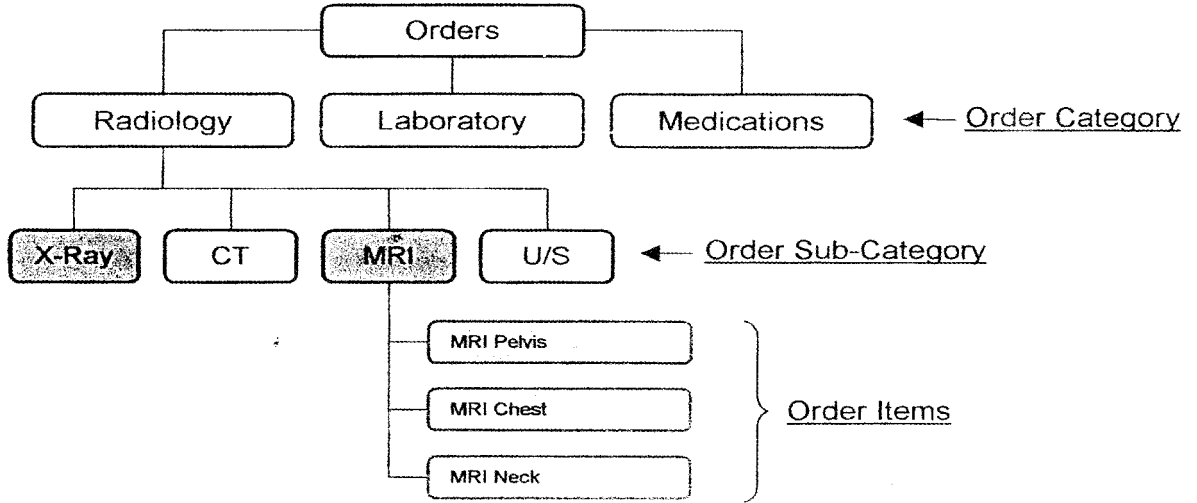 Orders
Radiology
Laboratory
Medications
Order Category
X-Ray
CT
MRI
U/S
Order Sub-Category
MRI Pelvis
MRI Chest
Order Items
MRI Neck